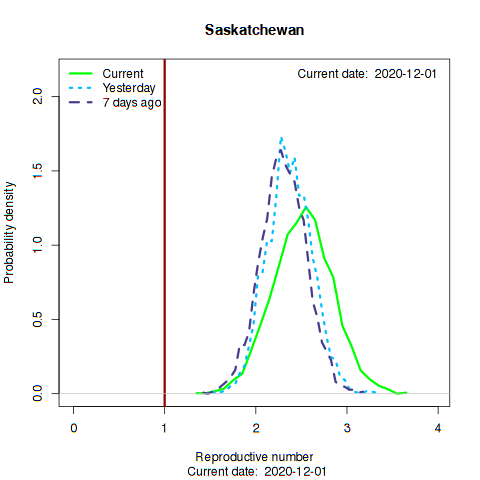 Saskatchewan
Current
Yesterday
7 days ago
Current date:  2020-12-01
Probability density
2.0
1.5
1.0
0.5
0.0
0
1
2
3
4
Reproductive number
Current date:  2020-12-01